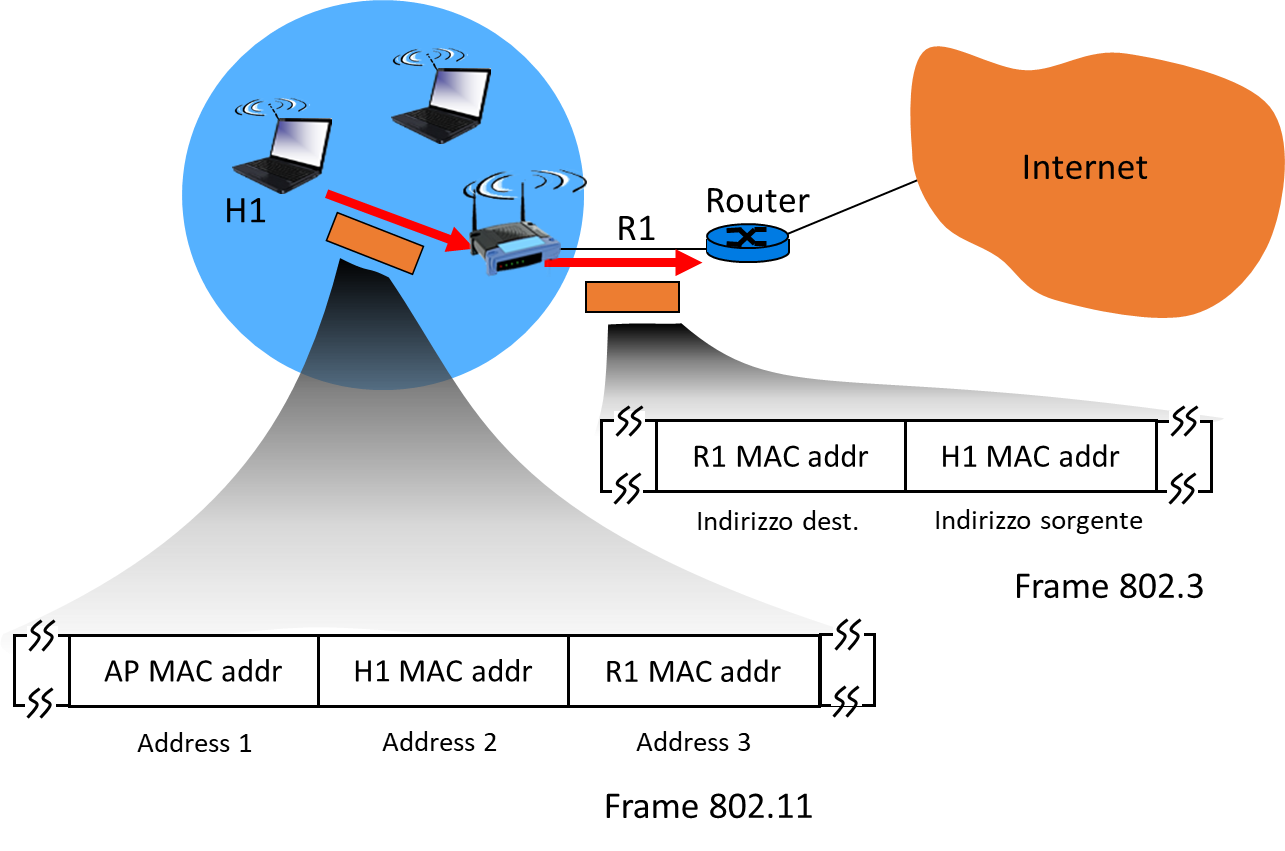 Internet
Router
H1
R1
R1 MAC addr
H1 MAC addr
Indirizzo dest.
Indirizzo sorgente
Frame 802.3
AP MAC addr
H1 MAC addr
R1 MAC addr
Address 1
Address 2
Address 3
Frame 802.11